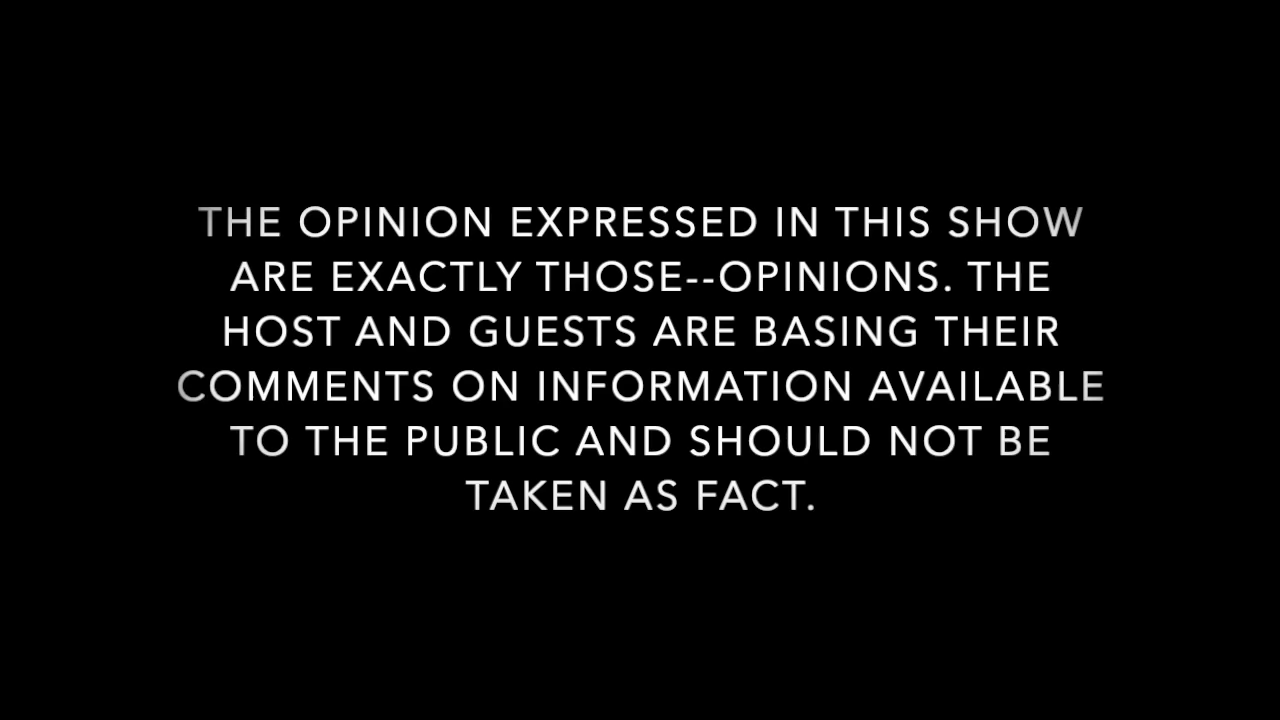 THE OPINION EXPRESSED IN THIS SHOW
ARE EXACTLY THOSE--OPINIONS. THE
HOST AND GUESTS ARE BASING THEIR
COMMENTS ON INFORMATION AVAILABLE
TO THE PUBLIC AND SHOULD NOT BE
TAKEN AS FACT.